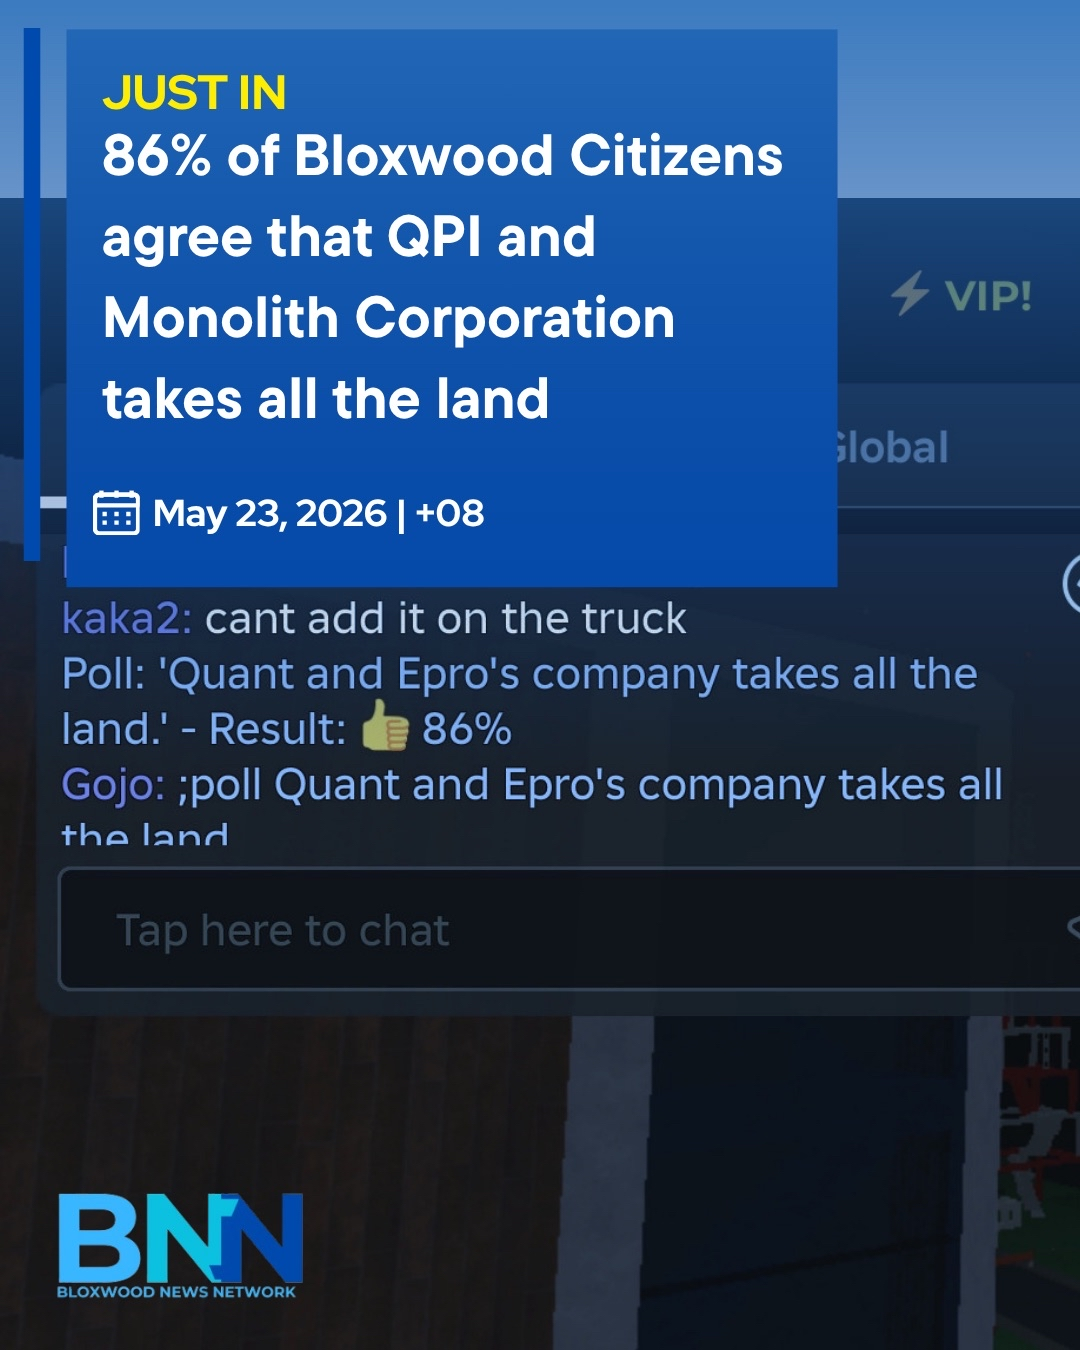 JUST IN
86% of Bloxwood Citizens
agree that QPI and
Monolith Corporation
takes all the land
May 23, 2026 | +08
⚡ VIP!
Global
kaka2: cant add it on the truck
Poll: 'Quant and Epro's company takes all the
land.' - Result: 👍 86%
Gojo: ;poll Quant and Epro's company takes all
the land
Tap here to chat
BNN
BLOXWOOD NEWS NETWORK